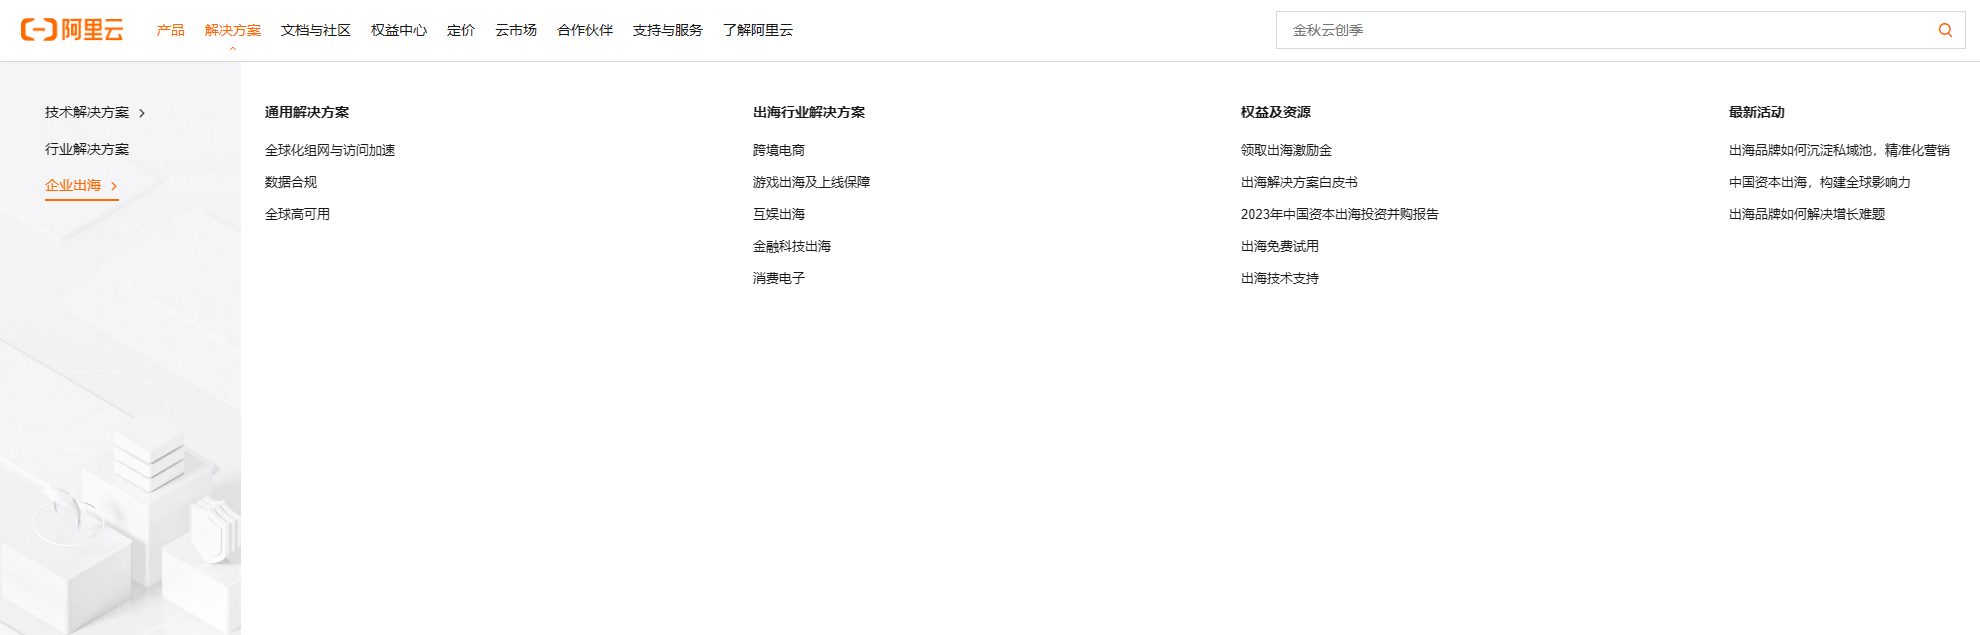 阿里云 产品 解决方案 文档与社区 权益中心 定价 云市场 合作伙伴 支持与服务 了解阿里云 金秋云创季
技术解决方案
行业解决方案
企业出海
通用解决方案
全球化组网与访问加速
数据合规
全球高可用
出海行业解决方案
跨境电商
游戏出海及上线保障
互娱出海
金融科技出海
消费电子
权益及资源
领取出海激励金
出海解决方案白皮书
2023年中国资本出海投资并购报告
出海免费试用
出海技术支持
最新活动
出海品牌如何沉淀私域池，精准化营销
中国资本出海，构建全球影响力
出海品牌如何解决增长难题